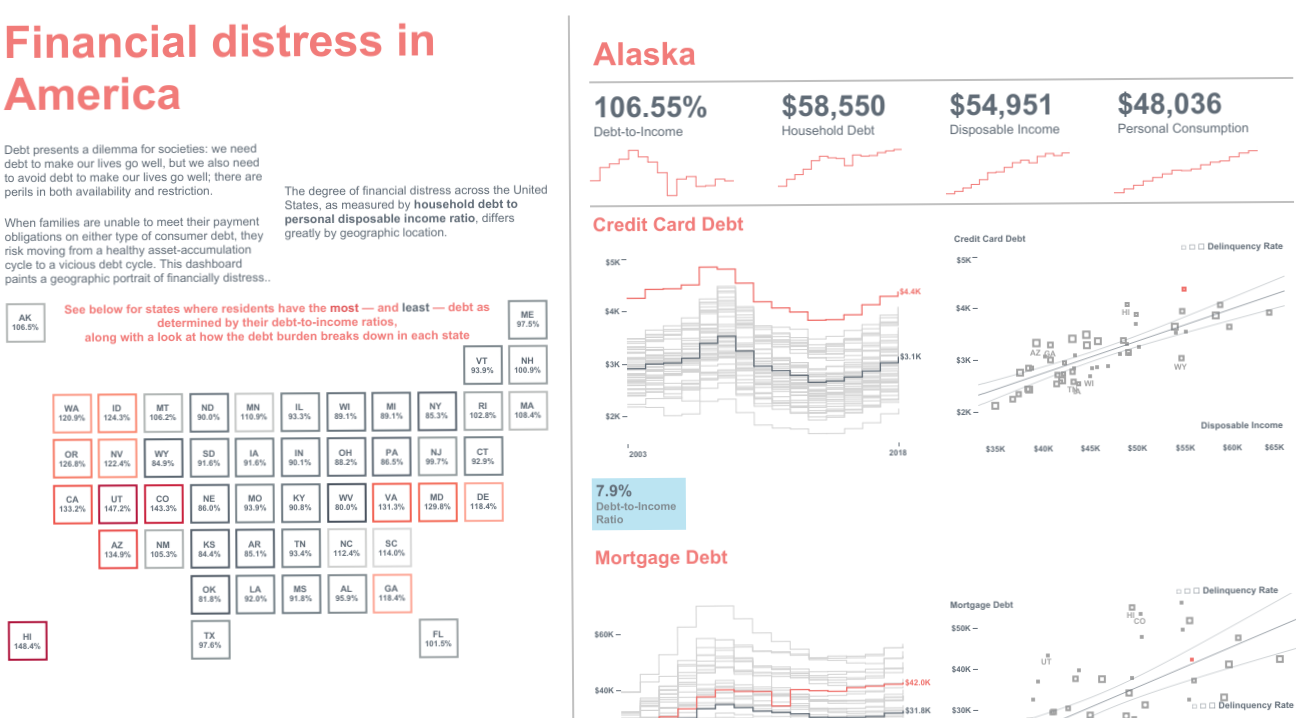 Financial distress in
America
Debt presents a dilemma for societies: we need
debt to make our lives go well, but we also need
to avoid debt to make our lives go well; there are
perils in both availability and restriction.
When families are unable to meet their payment
obligations on either type of consumer debt, they
risk moving from a healthy asset-accumulation
cycle to a vicious debt cycle. This dashboard
paints a geographic portrait of financially distress..
The degree of financial distress across the United
States, as measured by household debt to
personal disposable income ratio, differs
greatly by geographic location.
See below for states where residents have the most — and least — debt as
determined by their debt-to-income ratios,
along with a look at how the debt burden breaks down in each state
AK
106.5%
ME
97.5%
VT
93.9%
NH
100.9%
WA
120.9%
ID
124.3%
MT
106.2%
ND
90.0%
MN
110.9%
IL
93.3%
WI
89.1%
MI
89.1%
NY
85.3%
RI
102.8%
MA
108.4%
OR
126.8%
NV
122.4%
WY
84.9%
SD
91.6%
IA
91.6%
IN
90.1%
OH
88.2%
PA
86.5%
NJ
99.7%
CT
92.9%
CA
133.2%
UT
147.2%
CO
143.3%
NE
86.0%
MO
93.9%
KY
90.8%
WV
80.0%
VA
131.3%
MD
129.8%
DE
118.4%
AZ
134.9%
NM
105.3%
KS
84.4%
AR
85.1%
TN
93.4%
NC
112.4%
SC
114.0%
OK
81.8%
LA
92.0%
MS
91.8%
AL
95.9%
GA
118.4%
HI
148.4%
TX
97.6%
FL
101.5%
Alaska
106.55%
Debt-to-Income
$58,550
Household Debt
$54,951
Disposable Income
$48,036
Personal Consumption
Credit Card Debt
$5K
$4K
$3K
$2K
$4.4K
$3.1K
2003
2018
Credit Card Debt
Delinquency Rate
$5K
$4K
$3K
$2K
HI
AZ
GA
WI
WY
Disposable Income
$35K
$40K
$45K
$50K
$55K
$60K
$65K
7.9%
Debt-to-Income
Ratio
Mortgage Debt
$60K
$40K
$42.0K
$31.8K
Delinquency Rate
Mortgage Debt
$50K
$40K
$30K
HI
CO
UT
Delinquency Rate